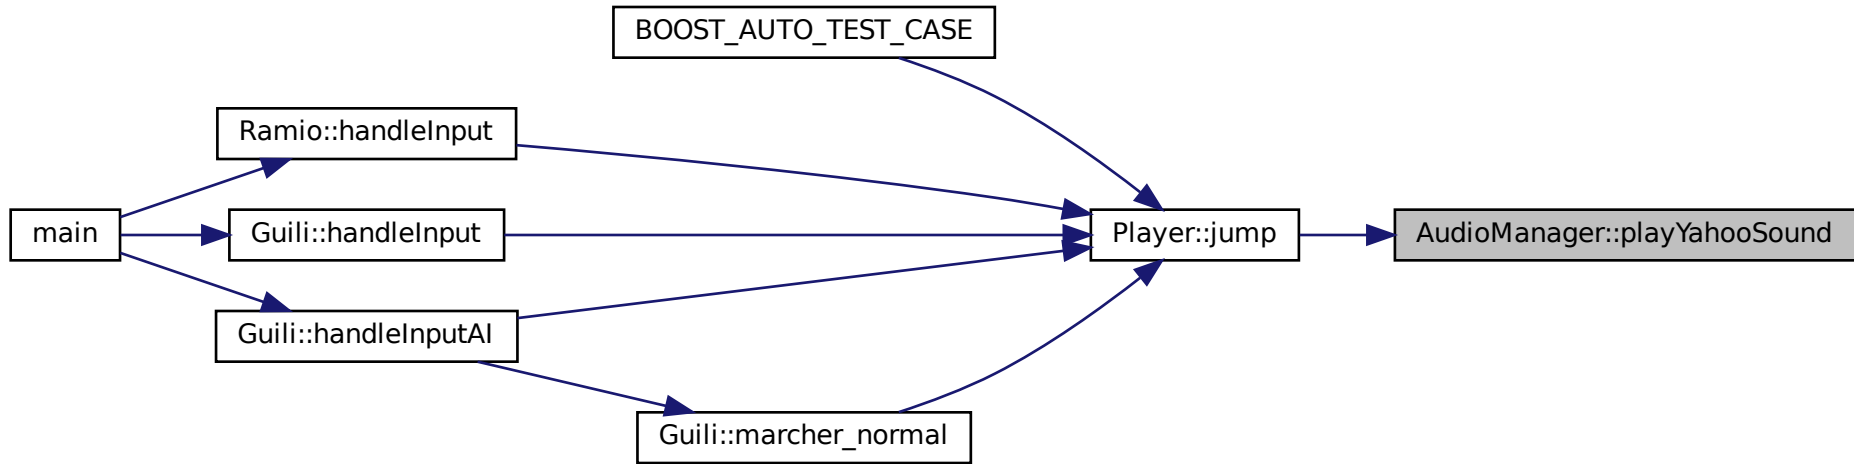 BOOST_AUTO_TEST_CASE
Ramio::handleInput
main
Guili::handleInput
Player::jump
AudioManager::playYahooSound
Guili::handleInputAI
Guili::marcher_normal